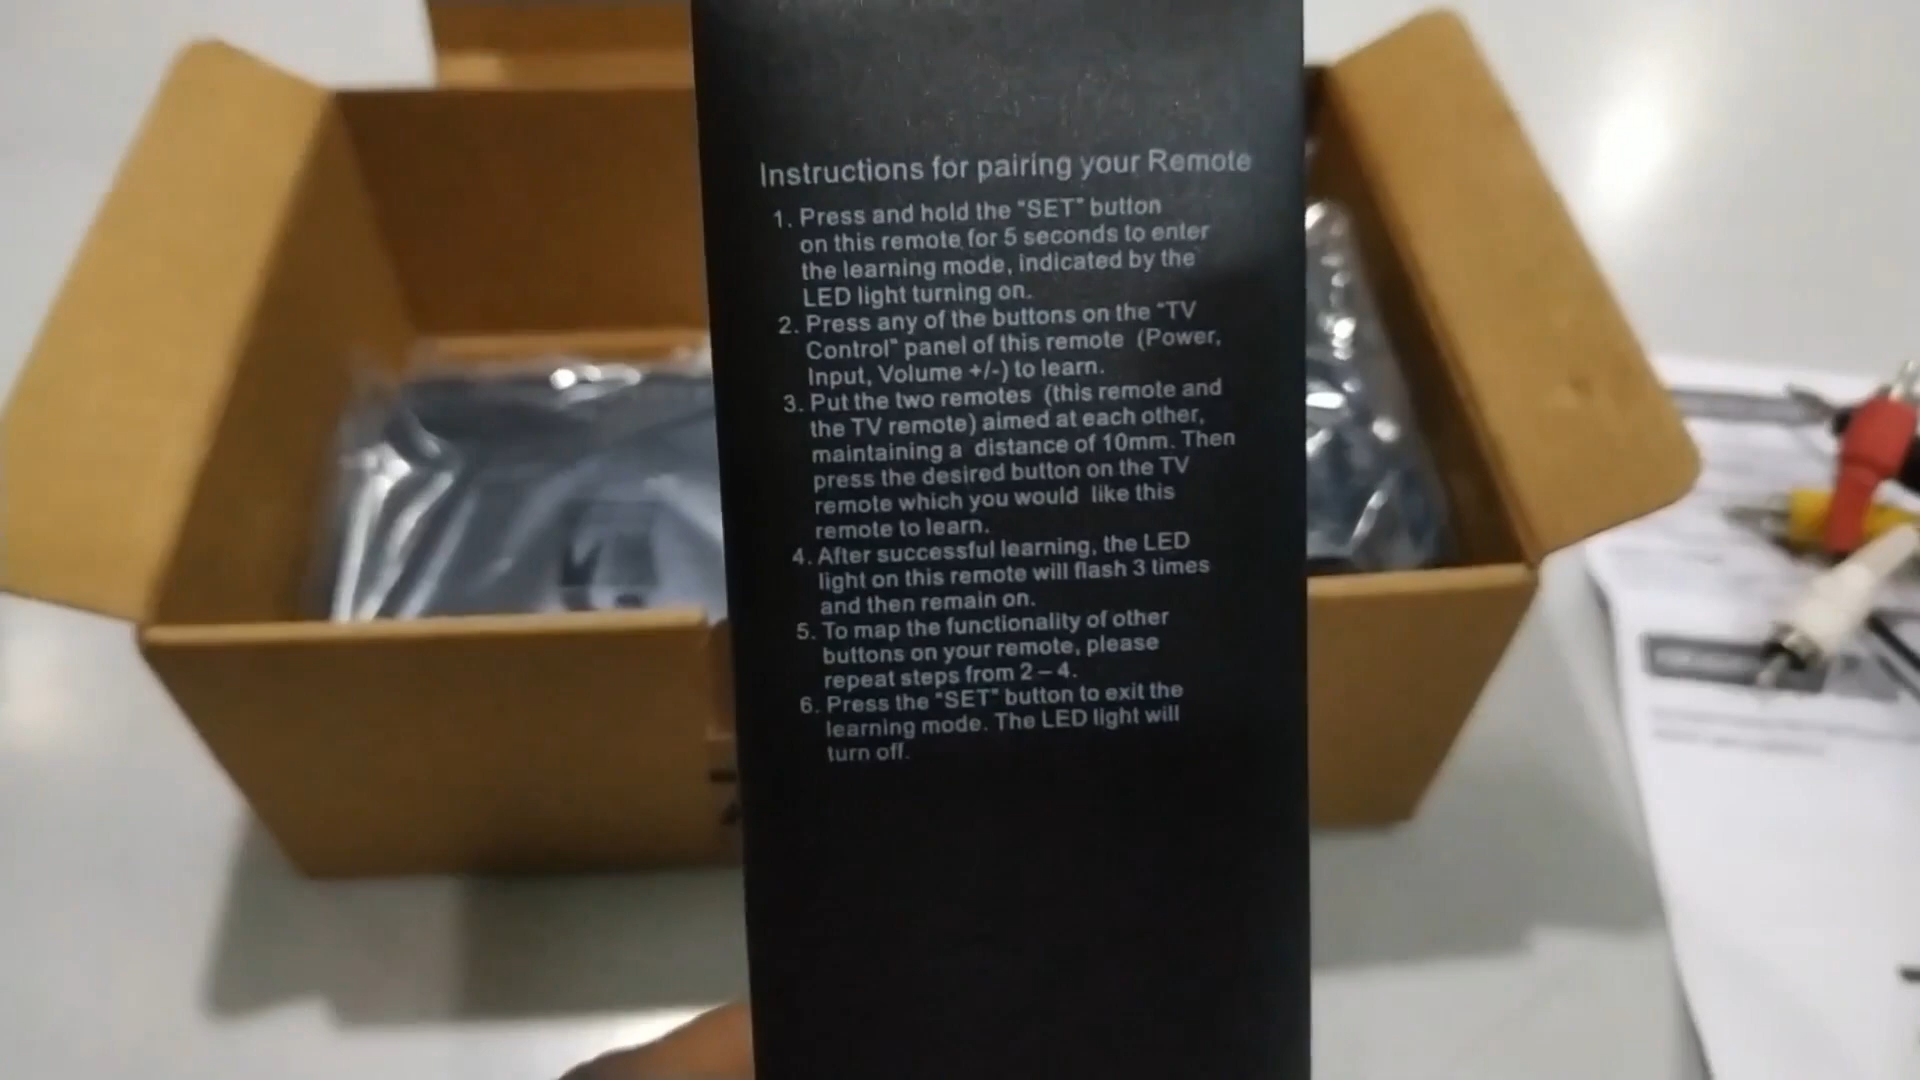 Instructions for pairing your Remote
1. Press and hold the "SET" button
on this remote for 5 seconds to enter
the learning mode, indicated by the
LED light turning on.
2. Press any of the buttons on the "TV
Control" panel of this remote (Power,
Input, Volume +/-) to learn.
3. Put the two remotes (this remote and
the TV remote) aimed at each other,
maintaining a distance of 10mm. Then
press the desired button on the TV
remote which you would like this
remote to learn.
4. After successful learning, the LED
light on this remote will flash 3 times
and then remain on.
5. To map the functionality of other
buttons on your remote, please
repeat steps from 2 – 4.
6. Press the "SET" button to exit the
learning mode. The LED light will
turn off.